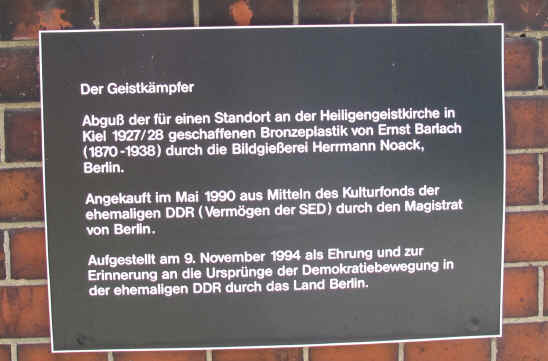 Der Geistkämpfer
Abguß der für einen Standort an der Heiligengeistkirche in
Kiel 1927/28 geschaffenen Bronzeplastik von Ernst Barlach
(1870-1938) durch die Bildgießerei Herrmann Noack,
Berlin.
Angekauft im Mai 1990 aus Mitteln des Kulturfonds der
ehemaligen DDR (Vermögen der SED) durch den Magistrat
von Berlin.
Aufgestellt am 9. November 1994 als Ehrung und zur
Erinnerung an die Ursprünge der Demokratiebewegung in
der ehemaligen DDR durch das Land Berlin.